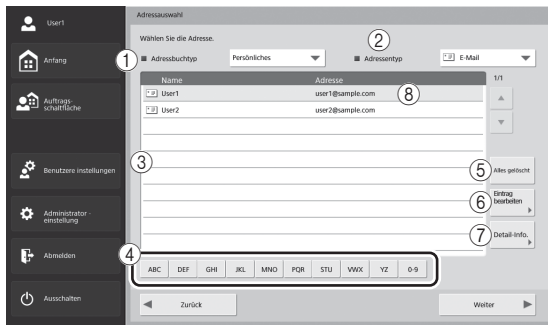 User1
Anfang
Auftrags-
schaltfläche
Benutzere instellungen
Administrator -
einstellung
Abmelden
Ausschalten
Adressauswahl
Wählen Sie die Adresse.
1 Adressbuchtyp Persönliches
2
Adressentyp E-Mail
Name Adresse 1/1
User1 user1@sample.com 8
User2 user2@sample.com
3
5 Alles gelöscht
6 Eintrag
bearbeiten
7 Detail-Info.
4
ABC DEF GHI JKL MNO PQR STU VWX YZ 0-9
Zurück Weiter